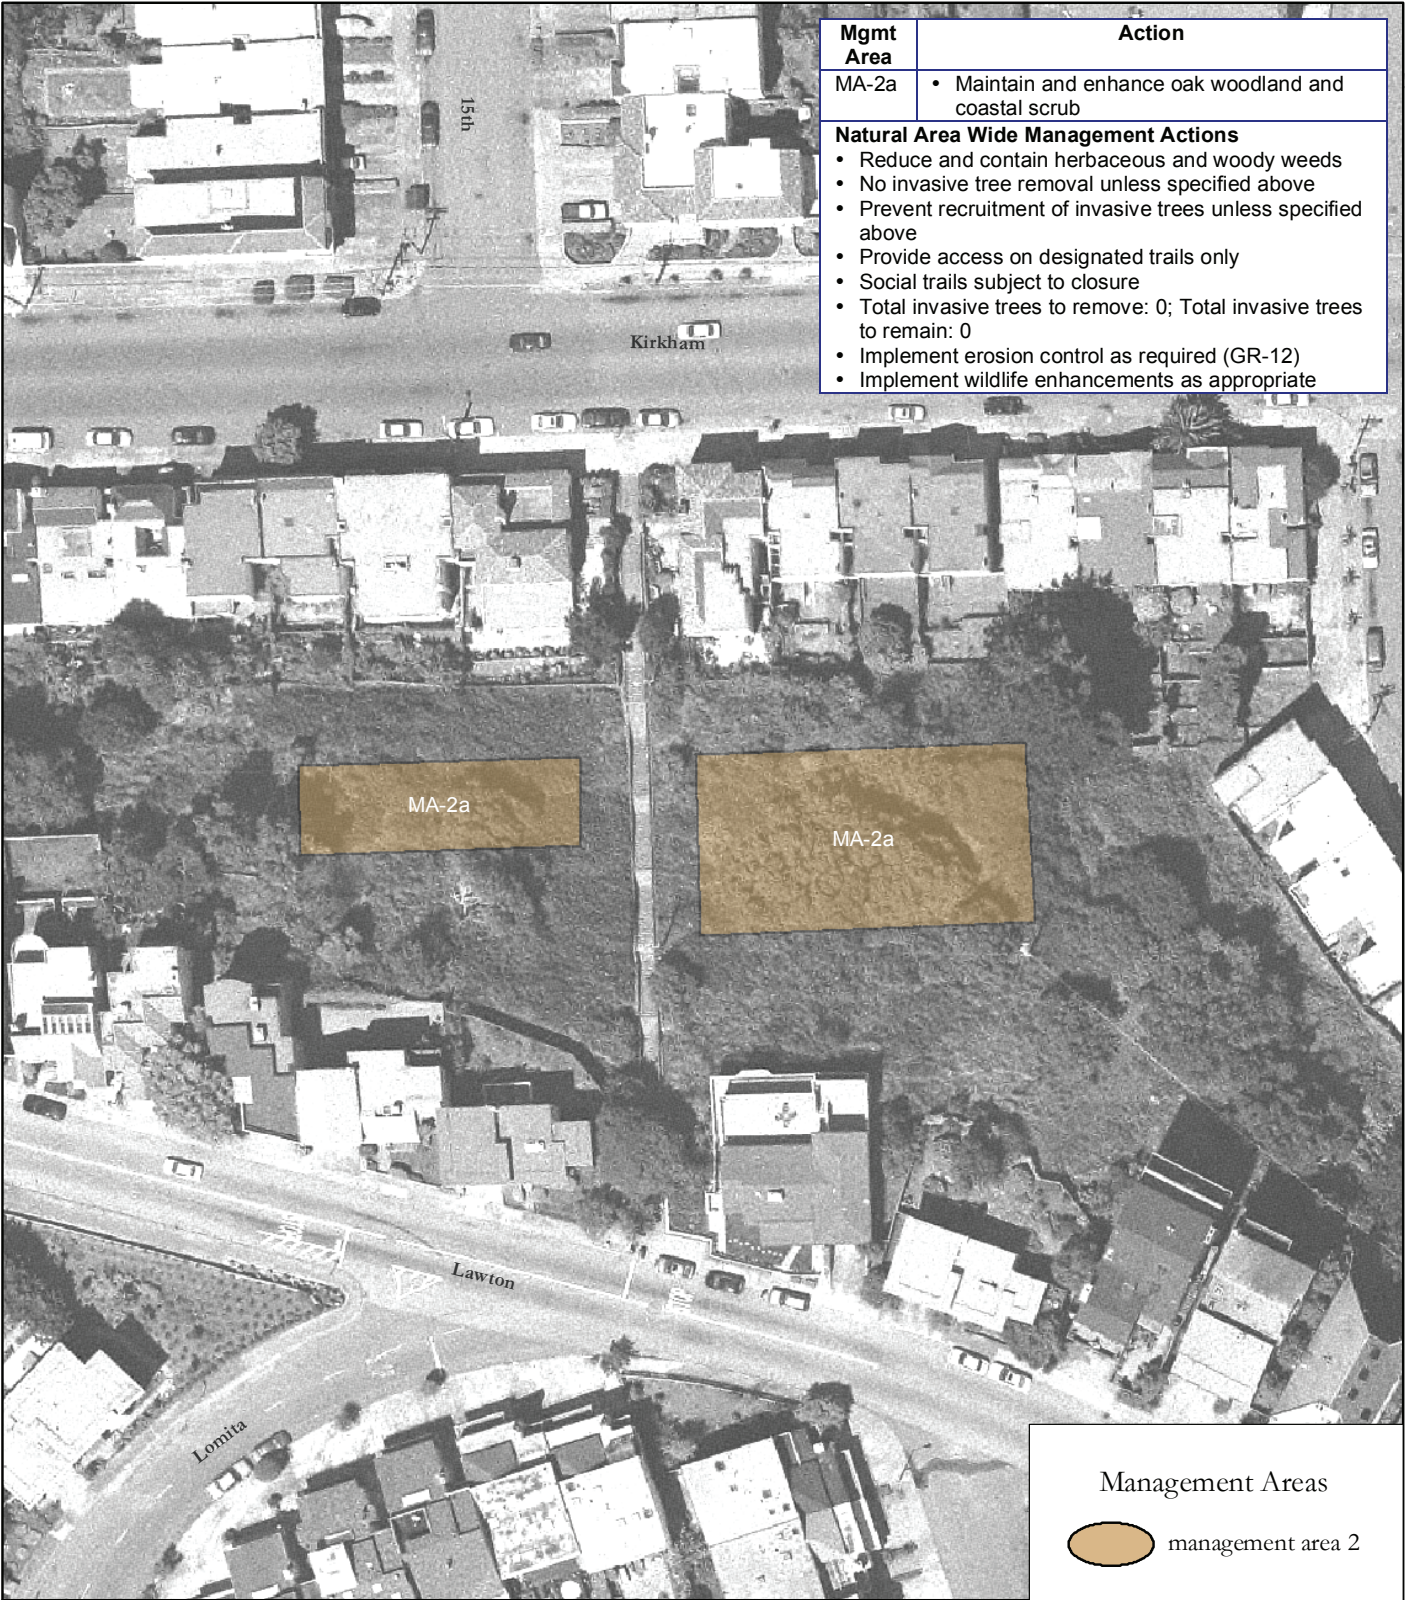 Mgmt Area
Action
MA-2a
• Maintain and enhance oak woodland and
coastal scrub
Natural Area Wide Management Actions
• Reduce and contain herbaceous and woody weeds
• No invasive tree removal unless specified above
• Prevent recruitment of invasive trees unless specified
above
• Provide access on designated trails only
• Social trails subject to closure
• Total invasive trees to remove: 0; Total invasive trees
to remain: 0
• Implement erosion control as required (GR-12)
• Implement wildlife enhancements as appropriate
15th
Kirkham
MA-2a
MA-2a
Lawton
Lomita
Management Areas
management area 2